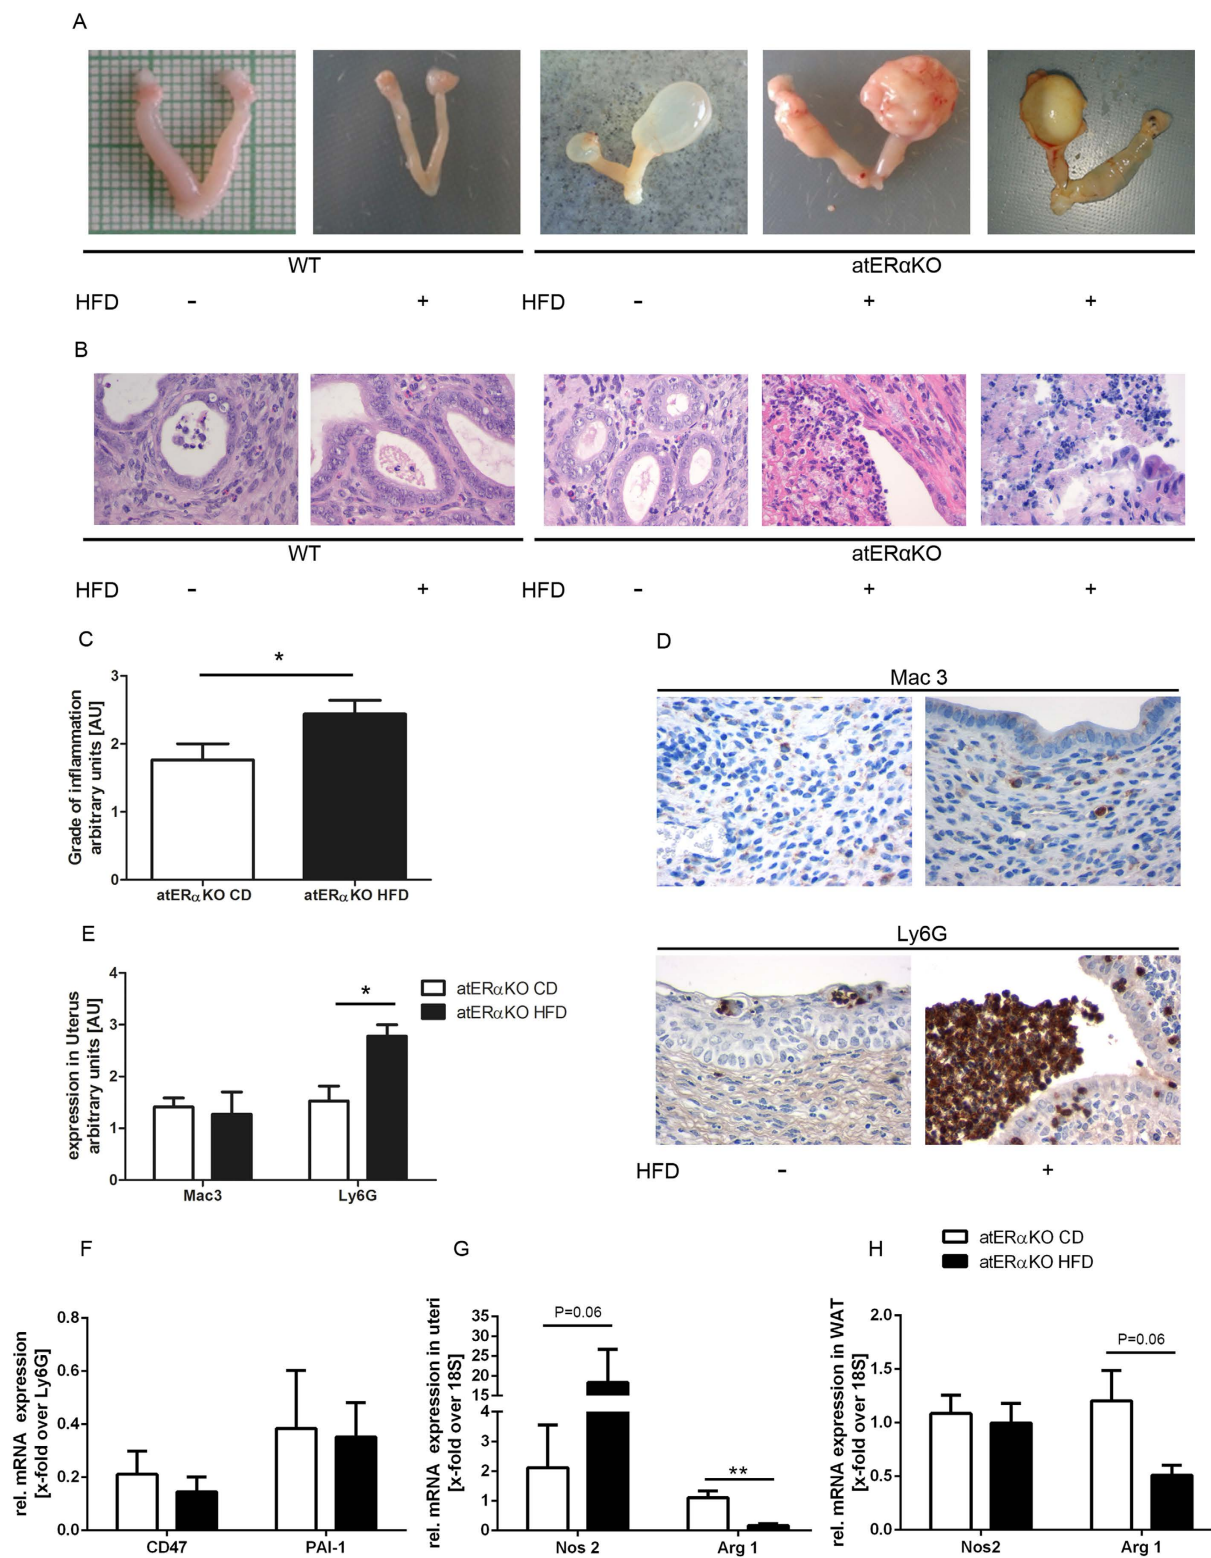 A
WT
atERαKO
HFD - + HFD - + +
B
WT
atERαKO
HFD - + HFD - + +
C
*
Grade of inflammation
arbitrary units [AU]
3
2
1
0
atERαKO CD atERαKO HFD
D
Mac 3
Ly6G
HFD - +
E
expression in Uterus
arbitrary units [AU]
4
3
2
1
0
*
atERαKO CD
atERαKO HFD
Mac3 Ly6G
F
rel. mRNA expression
[x-fold over Ly6G]
0.8
0.6
0.4
0.2
0.0
CD47 PAI-1
G
rel. mRNA expression in uteri
[x-fold over 18S]
35
30
25
20
15
4
3
2
1
0
P=0.06
**
Nos 2 Arg 1
H
atERαKO CD
atERαKO HFD
rel. mRNA expression in WAT
[x-fold over 18S]
2.0
1.5
1.0
0.5
0.0
P=0.06
Nos2 Arg 1